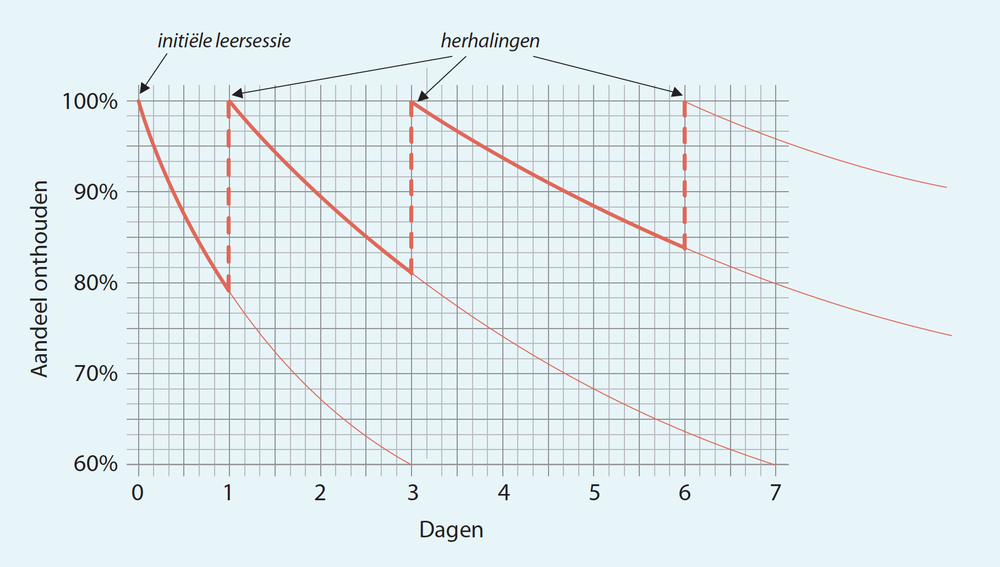 initiële leersessie
herhalingen
100%
90%
80%
70%
60%
Aandeel onthouden
0 1 2 3 4 5 6 7
Dagen